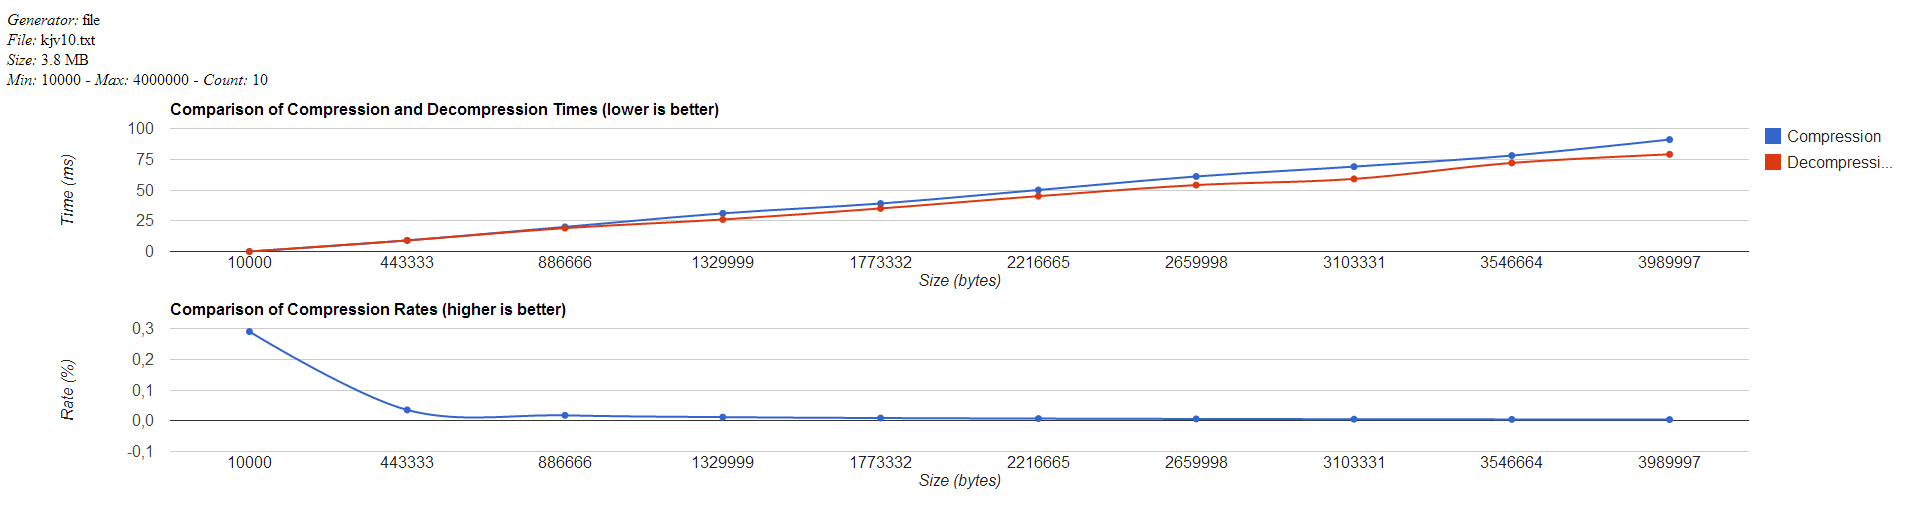 Generator: file
File: kjv10.txt
Size: 3.8 MB
Min: 10000 - Max: 4000000 - Count: 10
Comparison of Compression and Decompression Times (lower is better)
Time (ms)
100
75
50
25
0
10000 443333 886666 1329999 1773332 2216665 2659998 3103331 3546664 3989997
Size (bytes)
Compression
Decompressi...
Comparison of Compression Rates (higher is better)
Rate (%)
0,3
0,2
0,1
0,0
-0,1
10000 443333 886666 1329999 1773332 2216665 2659998 3103331 3546664 3989997
Size (bytes)